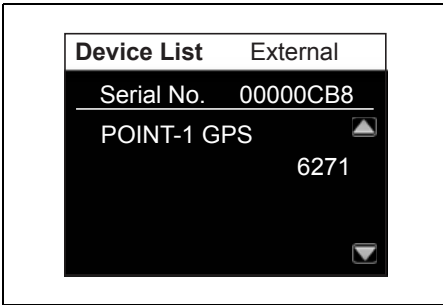 Device List External
Serial No. 00000CB8
POINT-1 GPS
6271